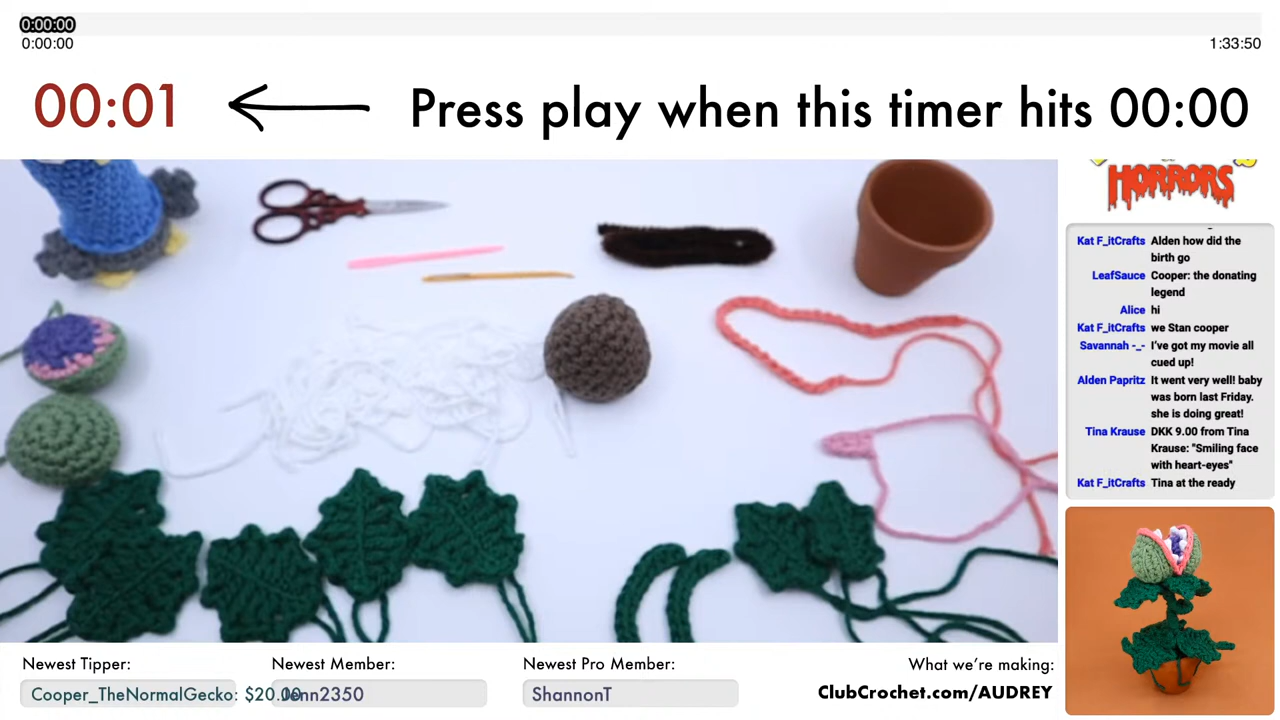 0:00:00
0:00:00
1:33:50
00:01
Press play when this timer hits 00:00
HORRORS
Kat F_itCrafts Alden how did the
birth go
LeafSauce Cooper: the donating
legend
Alice hi
Kat F_itCrafts we Stan cooper
Savannah -_- I've got my movie all
cued up!
Alden Papritz It went very well! baby
was born last Friday.
she is doing great!
Tina Krause DKK 9.00 from Tina
Krause: "Smiling face
with heart-eyes"
Kat F_itCrafts Tina at the ready
Newest Tipper:
Cooper_TheNormalGecko: $20.00
Newest Member:
Jenn2350
Newest Pro Member:
ShannonT
What we're making:
ClubCrochet.com/AUDREY